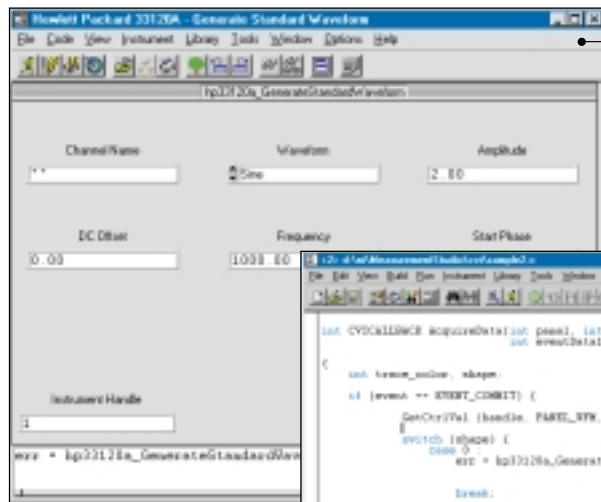 Hewlett Packard 33120A - Generate Standard Waveform
File Code View Instrument Library Tools Window Options Help
hp33120a_GenerateStandardWaveform
Channel Name
Waveform
Amplitude
""
Sine
2.00
DC Offset
Frequency
Start Phase
0.00
1000.00
Instrument Handle
1
err = hp33120a_GenerateStandardWav
File Edit View Build Run Instrument Library Tools Window
int CVICALLBACK AcquireData(int panel, int
int eventData1
{
int trace_color, shape;
if (event == EVENT_COMMIT) {
GetCtrlVal (handle, PANEL_WFM,
switch (shape) {
case 0 :
err = hp33120a_Generat
break;